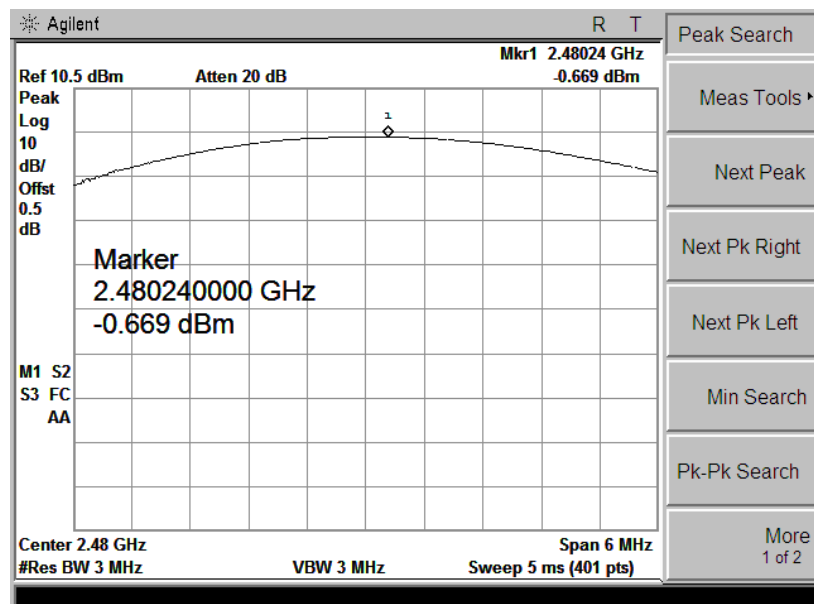 Agilent
R T
Mkr1 2.48024 GHz
Ref 10.5 dBm Atten 20 dB -0.669 dBm
Peak
Log
10
dB/
Offst
0.5
dB
1
Marker
2.480240000 GHz
-0.669 dBm
M1 S2
S3 FC
AA
Center 2.48 GHz Span 6 MHz
#Res BW 3 MHz VBW 3 MHz Sweep 5 ms (401 pts)
Peak Search
Meas Tools
Next Peak
Next Pk Right
Next Pk Left
Min Search
Pk-Pk Search
More
1 of 2